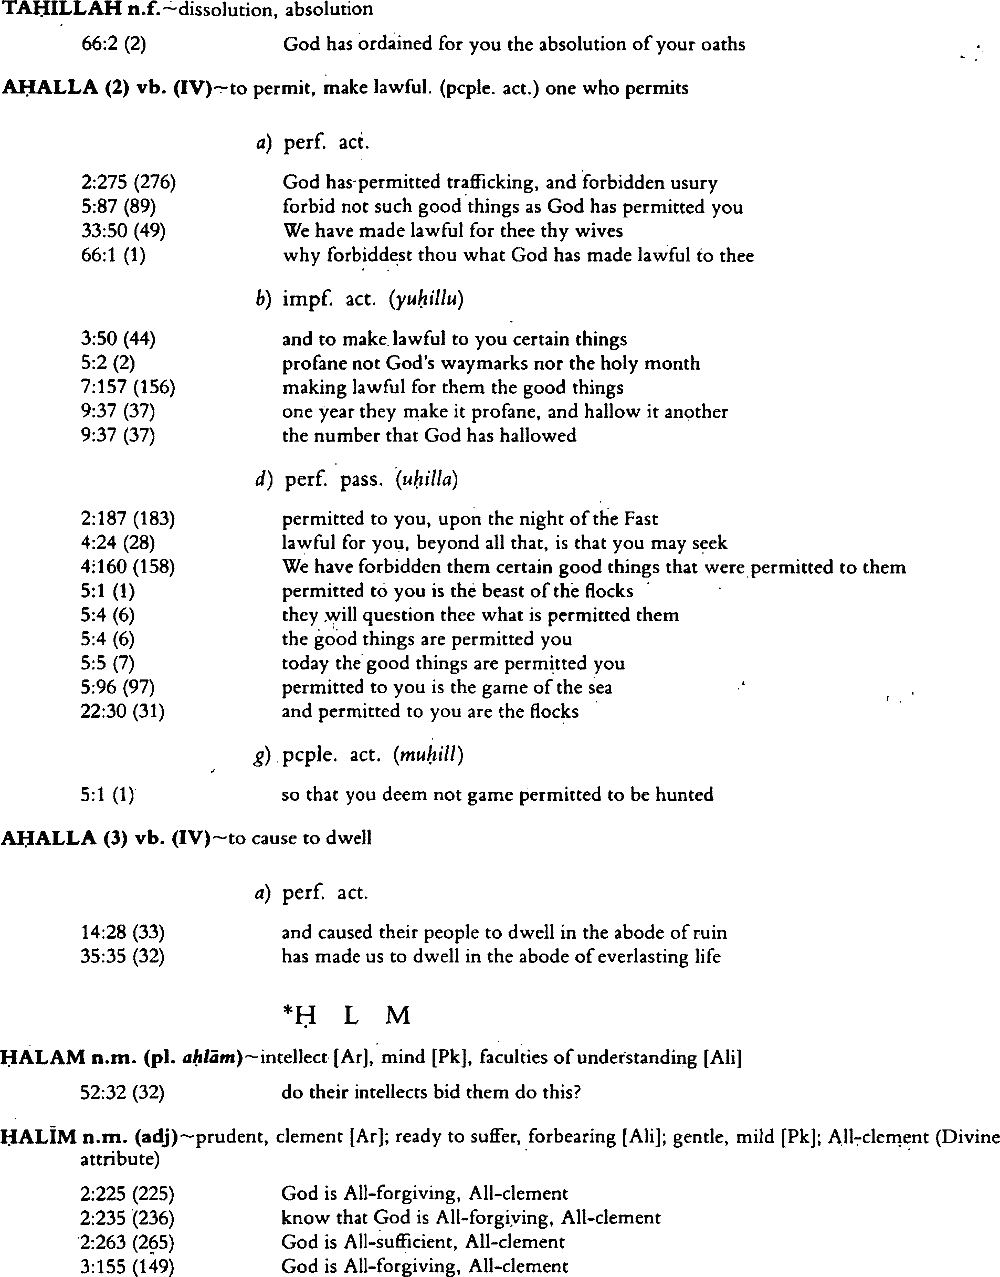 TAḤILLAH n.f.~dissolution, absolution
66:2 (2) God has ordained for you the absolution of your oaths
AḤALLA (2) vb. (IV)~to permit, make lawful. (pcple. act.) one who permits
a) perf. act.
2:275 (276) God has permitted trafficking, and forbidden usury
5:87 (89) forbid not such good things as God has permitted you
33:50 (49) We have made lawful for thee thy wives
66:1 (1) why forbiddest thou what God has made lawful to thee
b) impf. act. (yuḥillu)
3:50 (44) and to make lawful to you certain things
5:2 (2) profane not God's waymarks nor the holy month
7:157 (156) making lawful for them the good things
9:37 (37) one year they make it profane, and hallow it another
9:37 (37) the number that God has hallowed
d) perf. pass. (uḥilla)
2:187 (183) permitted to you, upon the night of the Fast
4:24 (28) lawful for you, beyond all that, is that you may seek
4:160 (158) We have forbidden them certain good things that were permitted to them
5:1 (1) permitted to you is the beast of the flocks
5:4 (6) they will question thee what is permitted them
5:4 (6) the good things are permitted you
5:5 (7) today the good things are permitted you
5:96 (97) permitted to you is the game of the sea
22:30 (31) and permitted to you are the flocks
g) pcple. act. (muḥill)
5:1 (1) so that you deem not game permitted to be hunted
AḤALLA (3) vb. (IV)~to cause to dwell
a) perf. act.
14:28 (33) and caused their people to dwell in the abode of ruin
35:35 (32) has made us to dwell in the abode of everlasting life
*Ḥ L M
ḤALAM n.m. (pl. aḥlām)~intellect [Ar], mind [Pk], faculties of understanding [Ali]
52:32 (32) do their intellects bid them do this?
ḤALĪM n.m. (adj)~prudent, clement [Ar]; ready to suffer, forbearing [Ali]; gentle, mild [Pk]; All-clement (Divine
attribute)
2:225 (225) God is All-forgiving, All-clement
2:235 (236) know that God is All-forgiving, All-clement
2:263 (265) God is All-sufficient, All-clement
3:155 (149) God is All-forgiving, All-clement